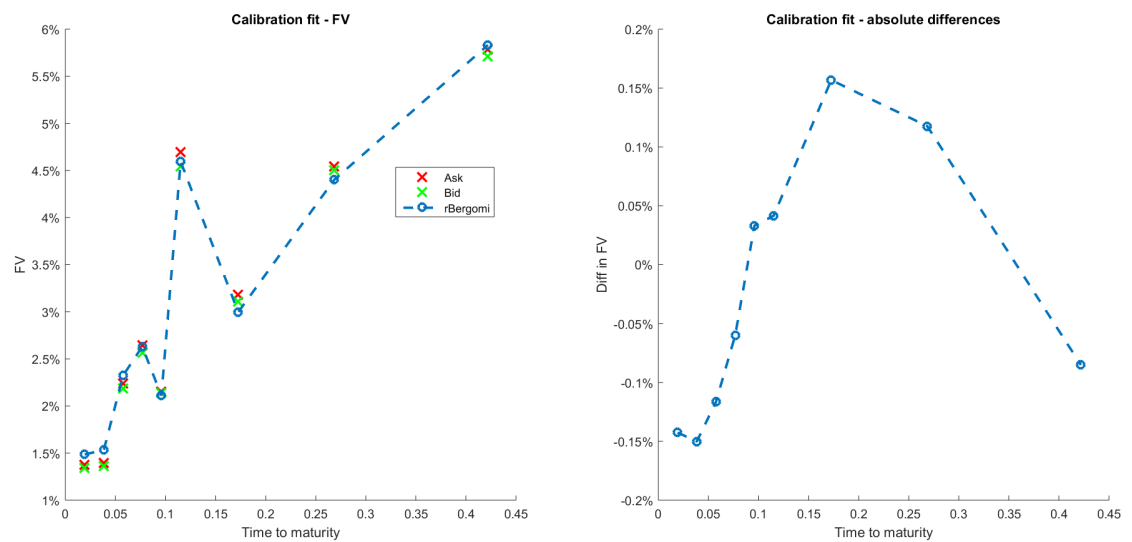 Calibration fit - FV
6%
5.5%
5%
4.5%
4%
3.5%
3%
2.5%
2%
1.5%
1%
FV
0 0.05 0.1 0.15 0.2 0.25 0.3 0.35 0.4 0.45
Time to maturity
Ask
Bid
rBergomi
Calibration fit - absolute differences
0.2%
0.15%
0.1%
0.05%
0%
-0.05%
-0.1%
-0.15%
-0.2%
Diff in FV
0 0.05 0.1 0.15 0.2 0.25 0.3 0.35 0.4 0.45
Time to maturity